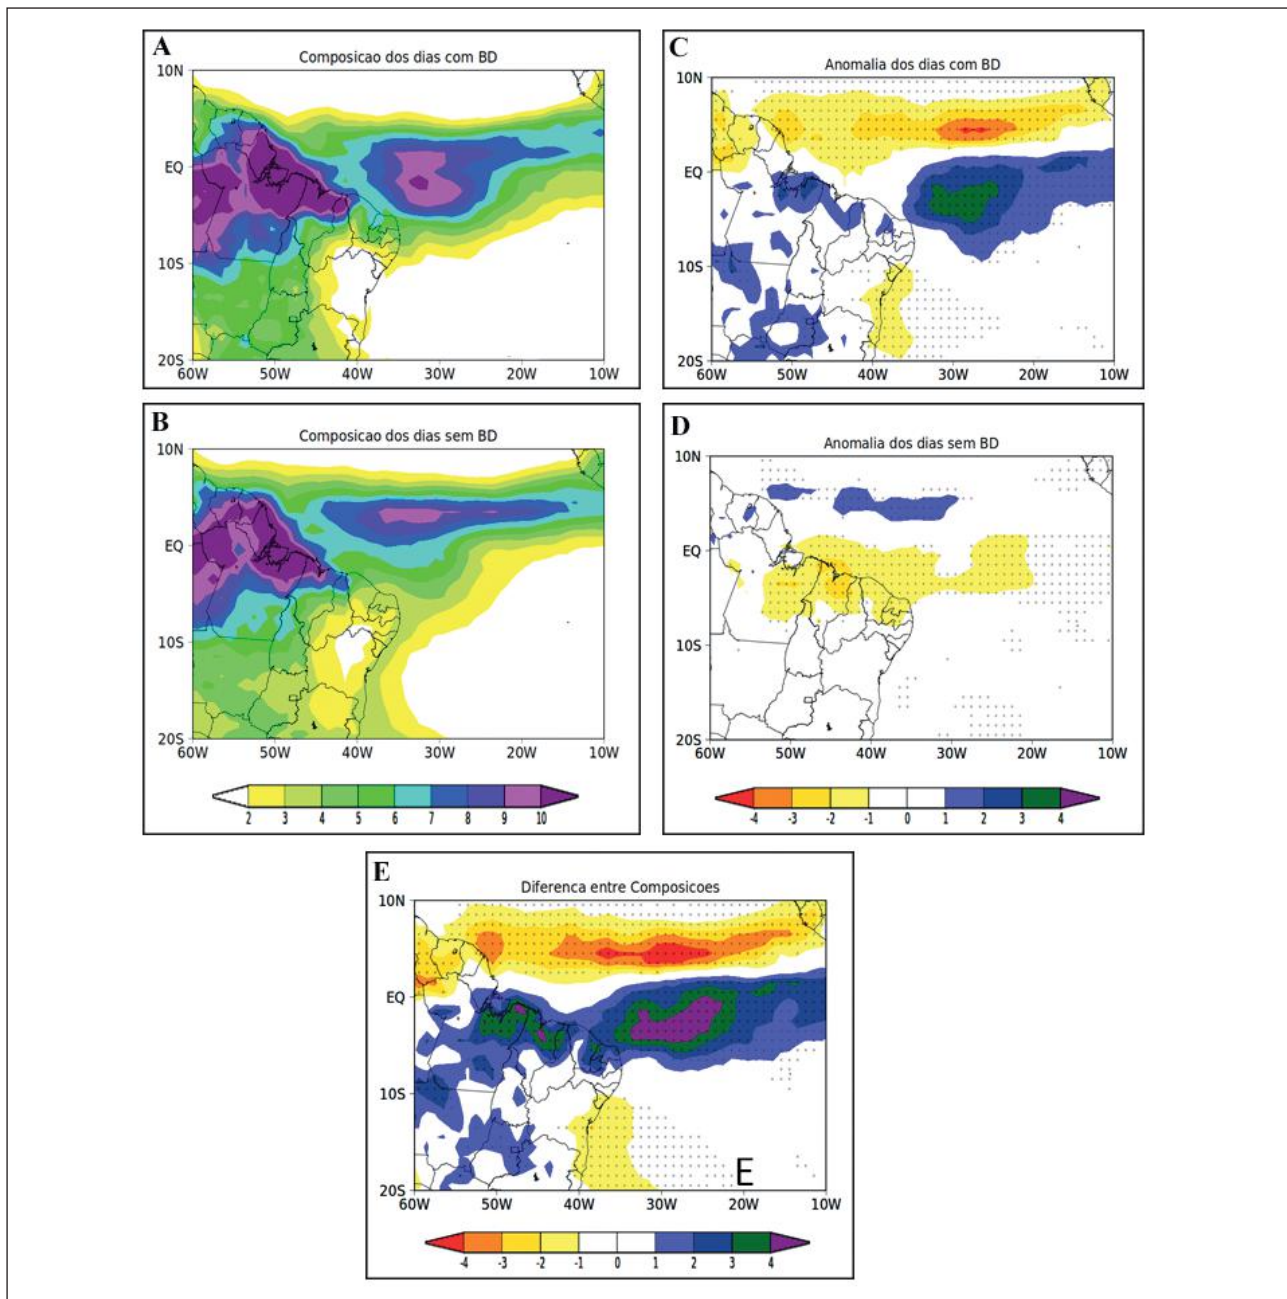 A
Composicao dos dias com BD
10N
EQ
10S
20S
60W 50W 40W 30W 20W 10W
C
Anomalia dos dias com BD
10N
EQ
10S
20S
60W 50W 40W 30W 20W 10W
B
Composicao dos dias sem BD
10N
EQ
10S
20S
60W 50W 40W 30W 20W 10W
2 3 4 5 6 7 8 9 10
D
Anomalia dos dias sem BD
10N
EQ
10S
20S
60W 50W 40W 30W 20W 10W
-4 -3 -2 -1 0 1 2 3 4
E
Diferenca entre Composicoes
10N
EQ
10S
E
20S
60W 50W 40W 30W 20W 10W
-4 -3 -2 -1 0 1 2 3 4